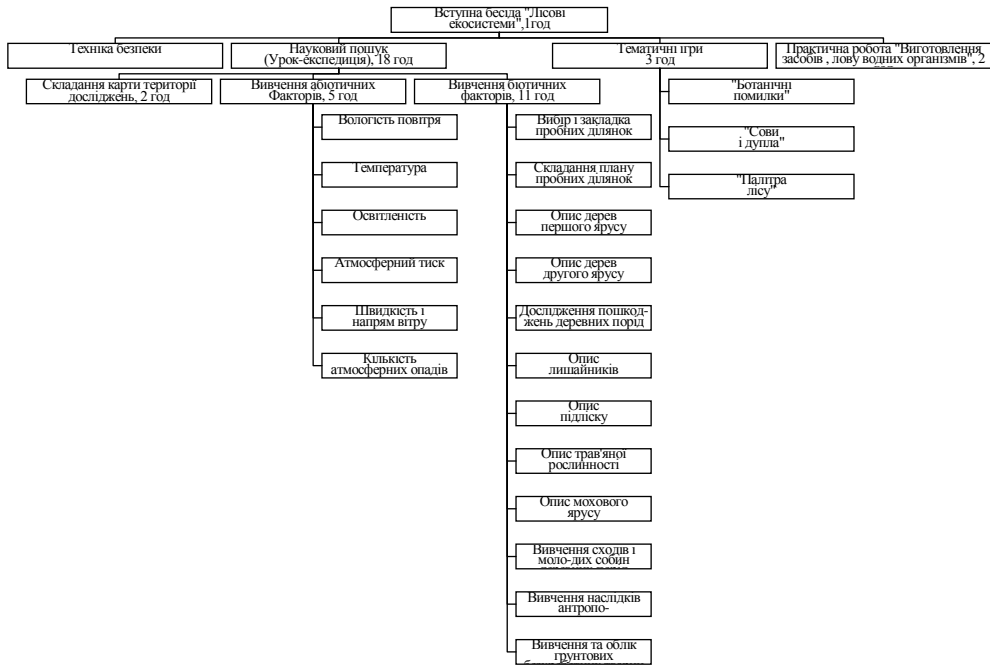 Вступна бесіда "Лісові
екосистеми",1год
Техніка безпеки
Науковий пошук
(Урок-експедиція), 18 год
Тематичні ігри
3 год
Практична робота "Виготовлення
засобів , лову водних організмів", 2
Складання карти території
досліджень, 2 год
Вивчення абіотичних
Факторів, 5 год
Вивчення біотичних
факторів, 11 год
Вологість повітря
Температура
Освітленість
Атмосферний тиск
Швидкість і
напрям вітру
Кількість
атмосферних опадів
Вибір і закладка
пробних ділянок
Складання плану
пробних ділянок
Опис дерев
першого ярусу
Опис дерев
другого ярусу
Дослідження пошкод-
жень деревних порід
Опис
лишайників
Опис
підліску
Опис трав'яної
рослинності
Опис мохового
ярусу
Вивчення сходів і
моло-дих собин
Вивчення наслідків
антропо-
Вивчення та облік
ґрунтових
"Ботанічні
помилки"
"Сови
і дупла"
"Палітра
лісу"